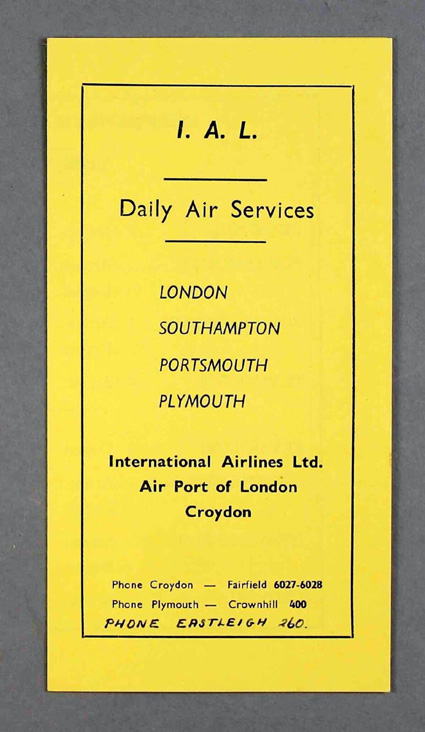 I. A. L.
Daily Air Services
LONDON
SOUTHAMPTON
PORTSMOUTH
PLYMOUTH
International Airlines Ltd.
Air Port of London
Croydon
Phone Croydon — Fairfield 6027-6028
Phone Plymouth — Crownhill 400
PHONE EASTLEIGH 260.